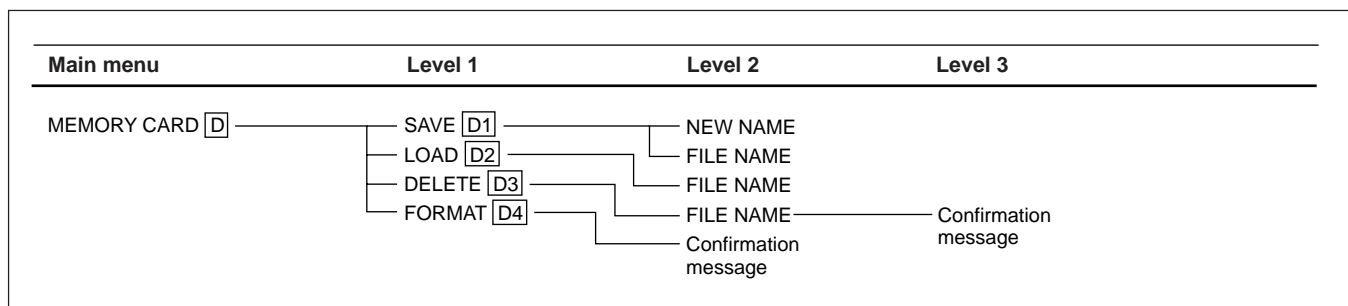 Main menu Level 1 Level 2 Level 3
MEMORY CARD D SAVE D1 NEW NAME
LOAD D2 FILE NAME
DELETE D3 FILE NAME
FORMAT D4 FILE NAME Confirmation message
Confirmation message